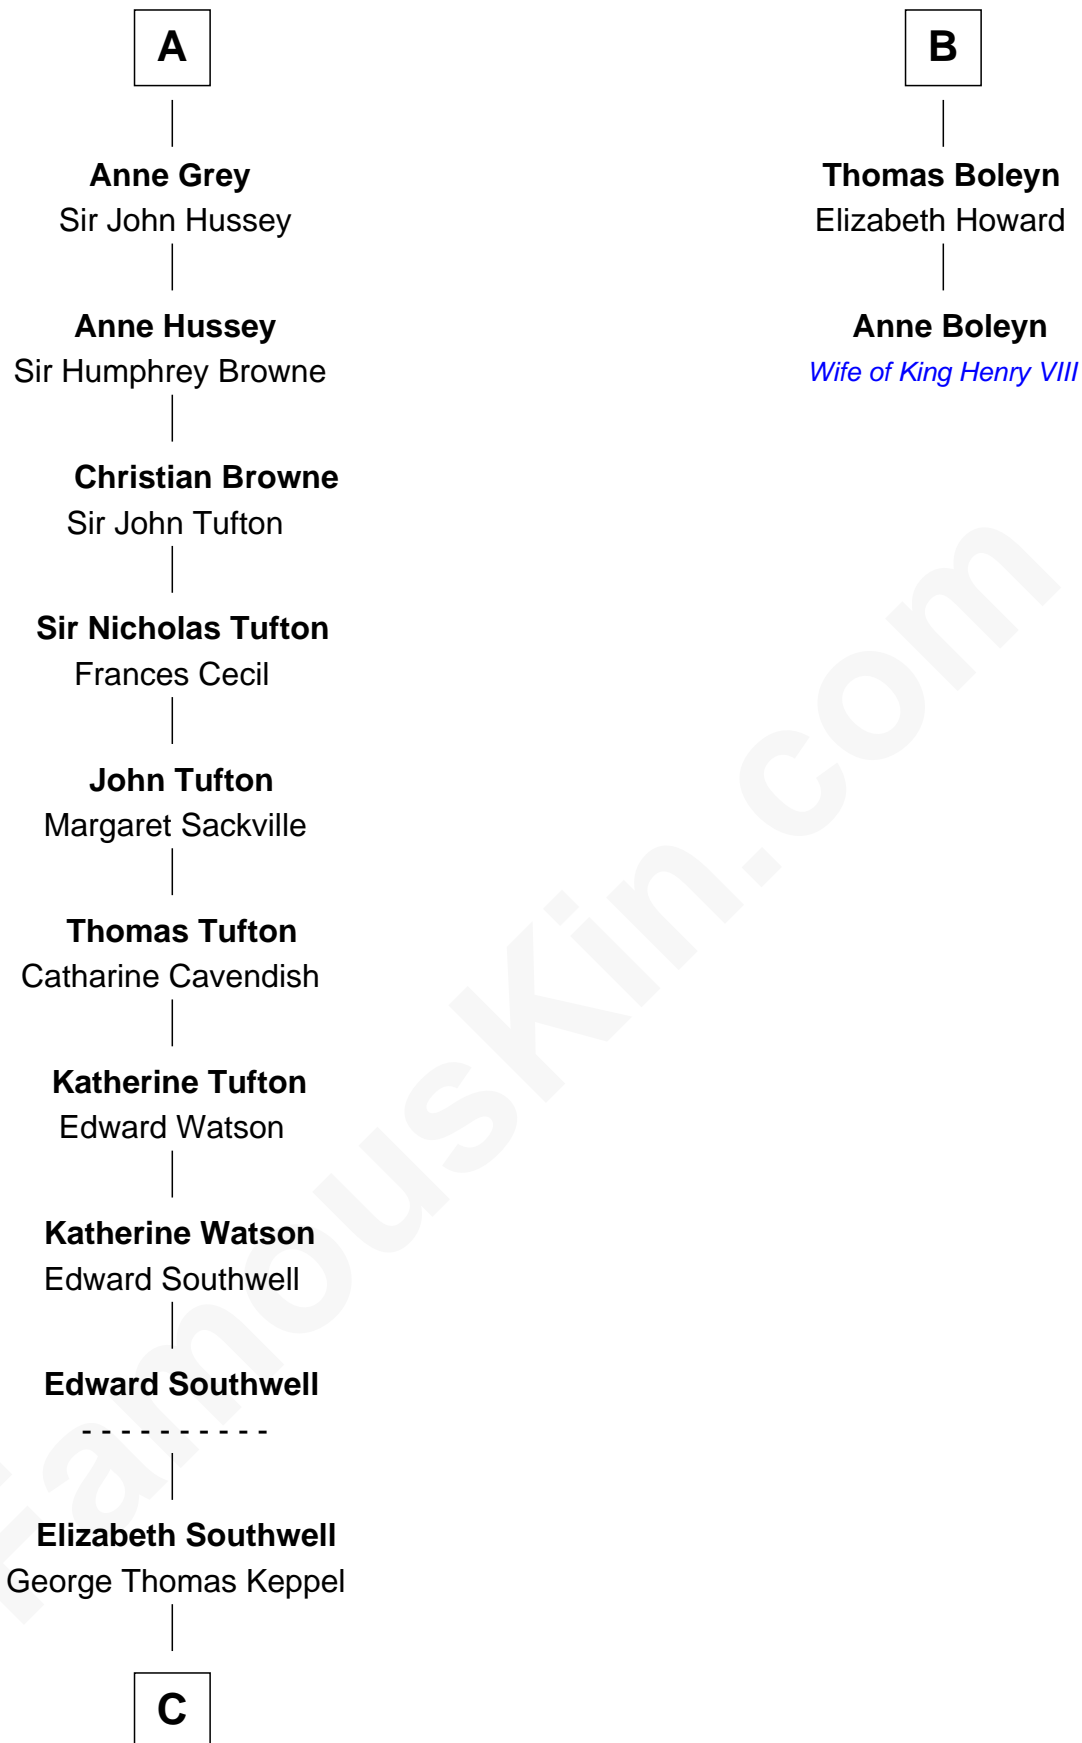 A
Anne Grey
Sir John Hussey
Anne Hussey
Sir Humphrey Browne
Christian Browne
Sir John Tufton
Sir Nicholas Tufton
Frances Cecil
John Tufton
Margaret Sackville
Thomas Tufton
Catharine Cavendish
Katherine Tufton
Edward Watson
Katherine Watson
Edward Southwell
Edward Southwell
- - - - - - - - - -
Elizabeth Southwell
George Thomas Keppel
C
B
Thomas Boleyn
Elizabeth Howard
Anne Boleyn
Wife of King Henry VIII
FamousKin.com